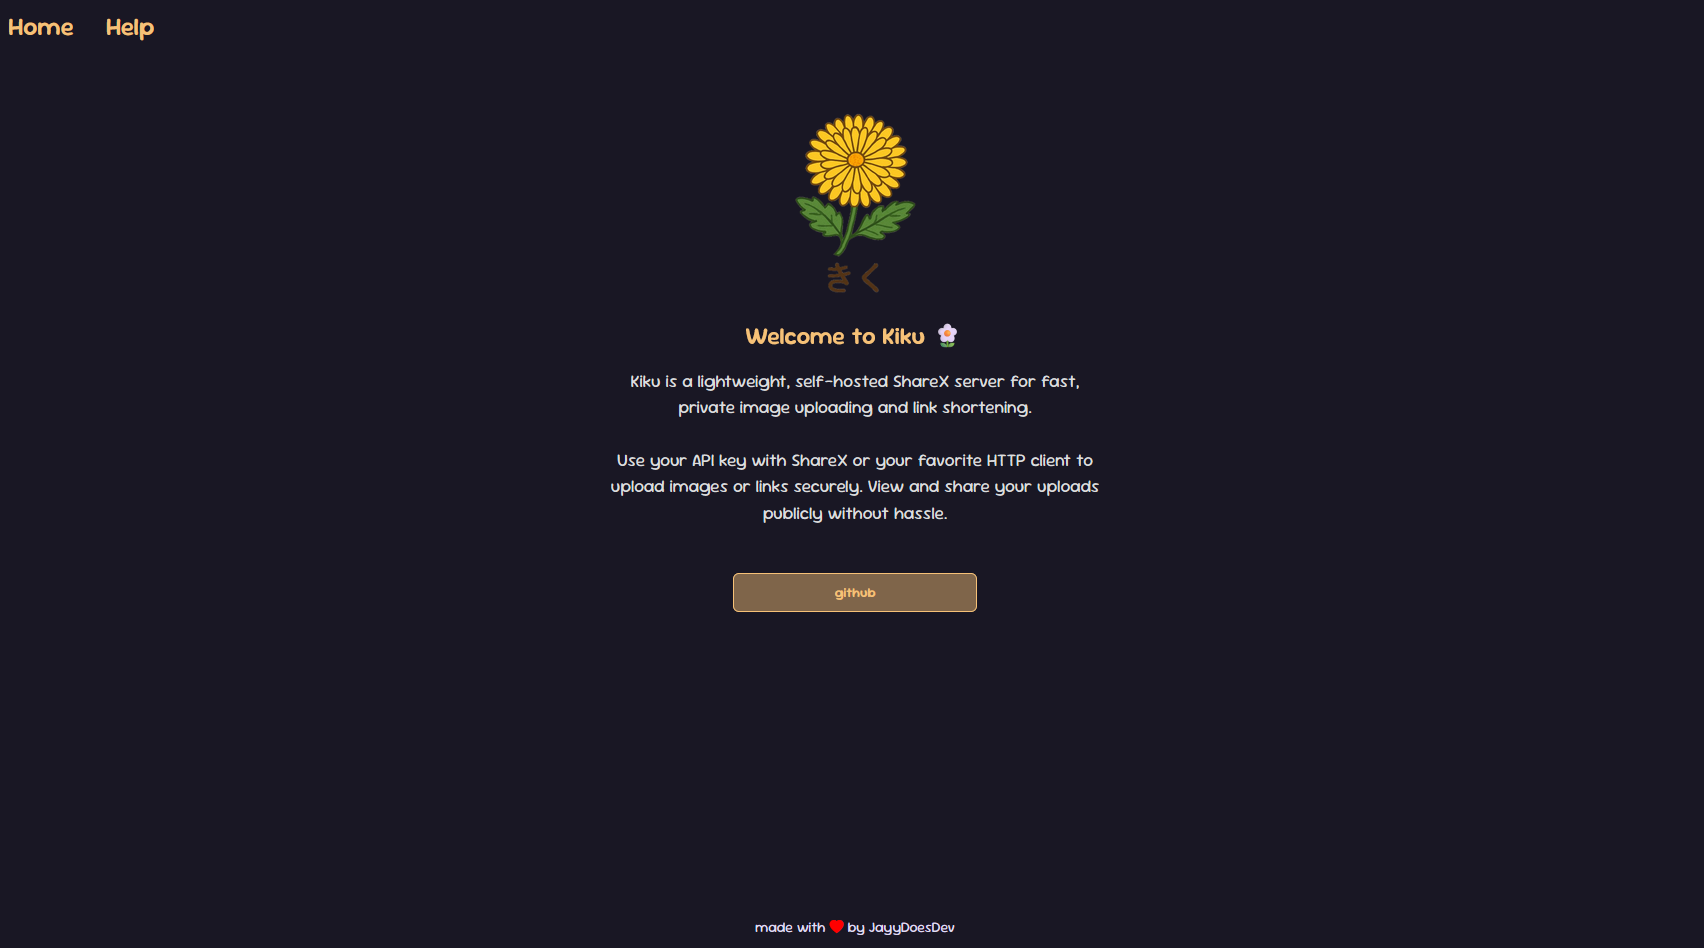 Home Help
きく
Welcome to Kiku
Kiku is a lightweight, self-hosted ShareX server for fast,
private image uploading and link shortening.
Use your API key with ShareX or your favorite HTTP client to
upload images or links securely. View and share your uploads
publicly without hassle.
github
made with ❤ by JayyDoesDev